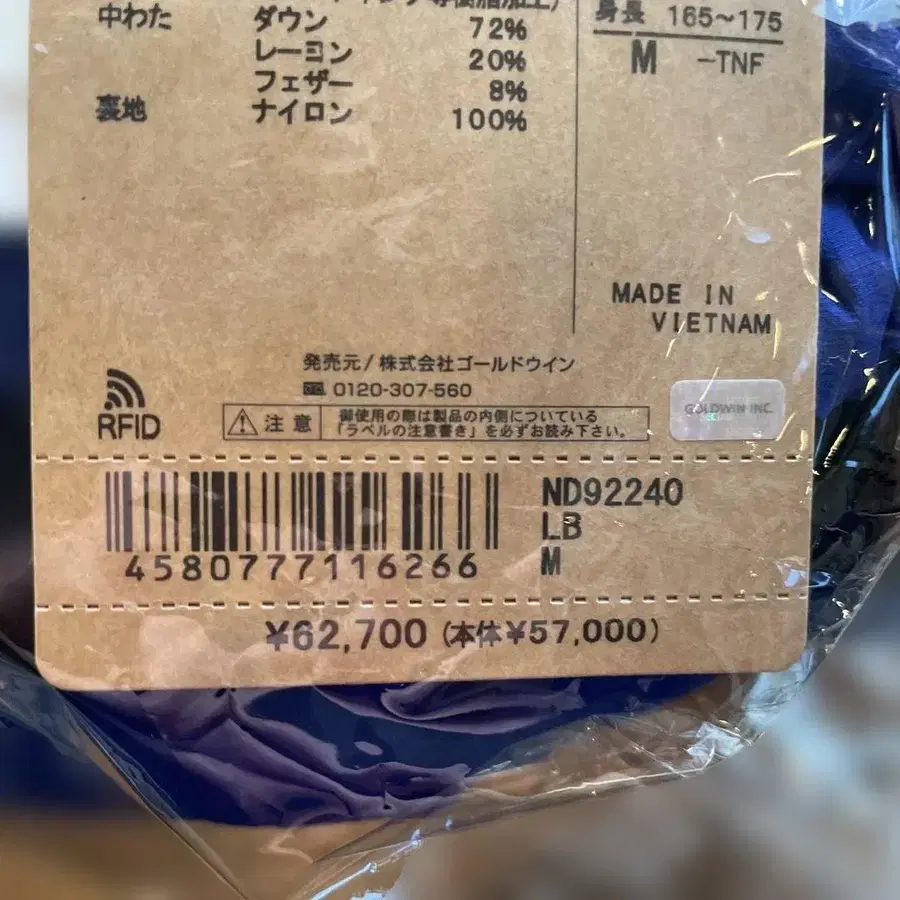 中わた ダウン 72%
レーヨン 20%
フェザー 8%
裏地 ナイロン 100%
身長 165~175
M -TNF
MADE IN
VIETNAM
発売元/株式会社ゴールドウイン
0120-307-560
RFID
注意 御使用の際は製品の内側についている
「ラベルの注意書き」を必ずお読み下さい。
GOLDWIN INC.
ND92240
LB
M
4580777116266
¥62,700 (本体¥57,000)